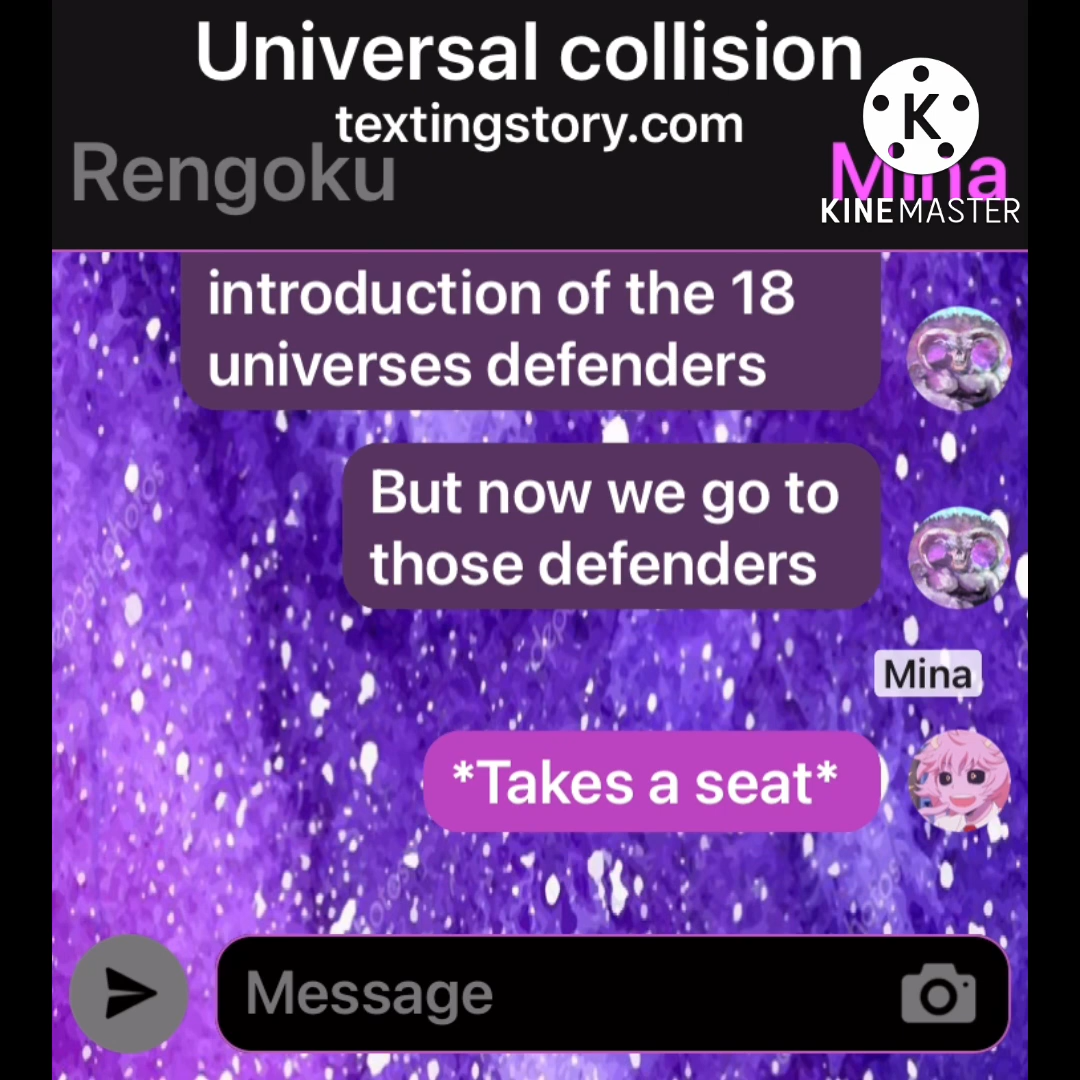 Universal collision
textingstory.com
Rengoku
Mina
K
KINEMASTER
introduction of the 18
universes defenders
But now we go to
those defenders
Mina
*Takes a seat*
Message
depositphotos